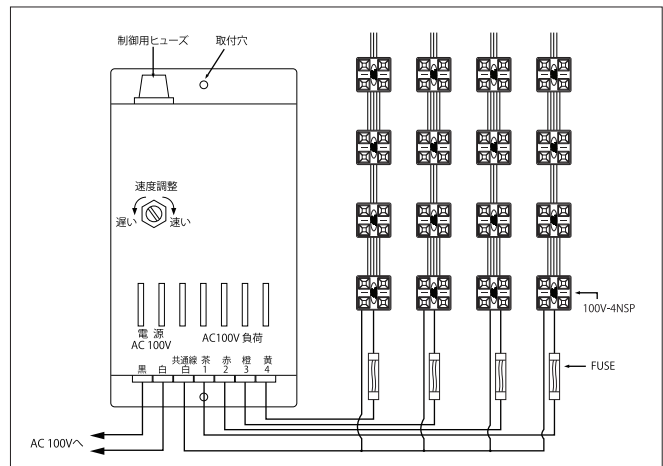 制御用ヒューズ
取付穴
速度調整
遅い
速い
電 源
AC 100V
AC100V 負荷
共通線 茶 赤 橙 黄
黒 白 白 1 2 3 4
100V-4NSP
FUSE
AC 100Vへ